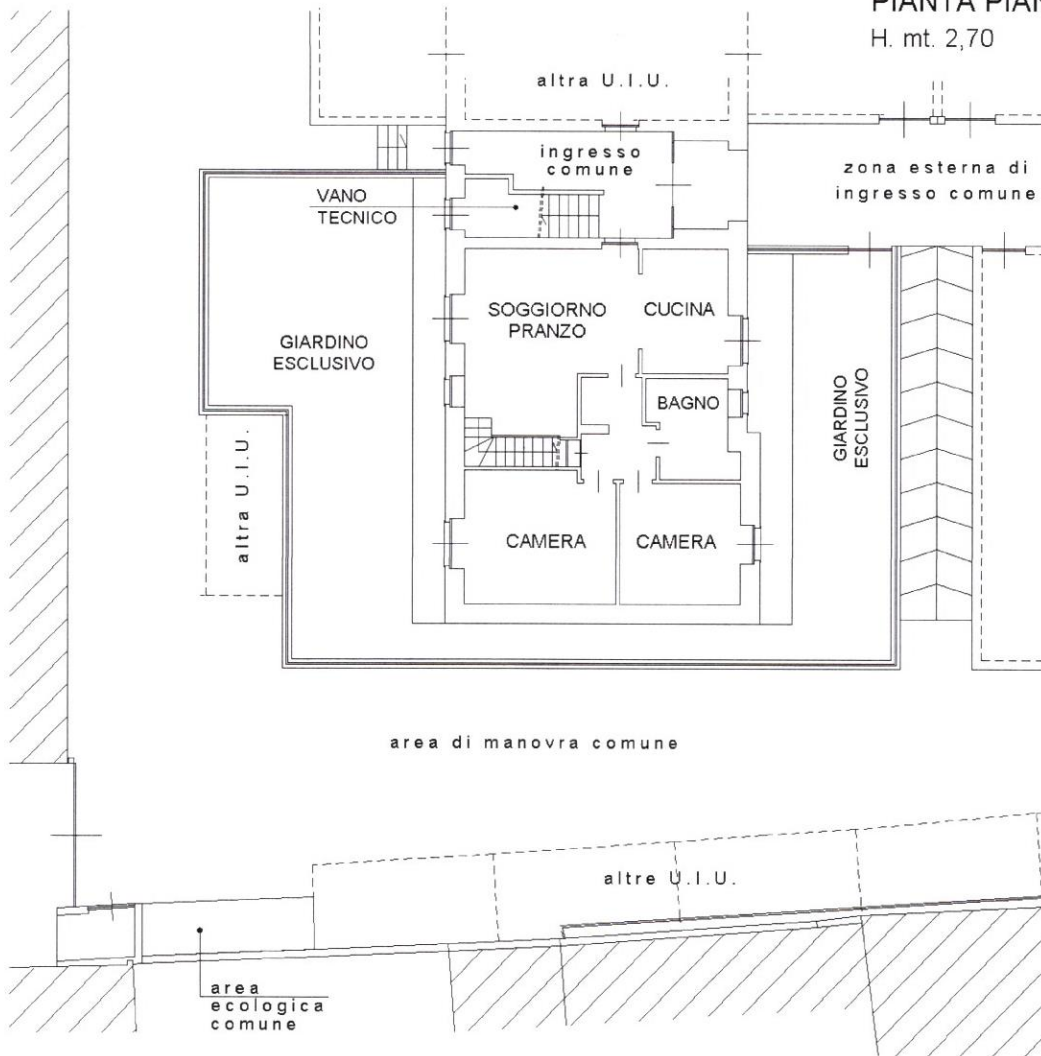 PIANTA PIAN
H. mt. 2,70
altra U.I.U.
ingresso
comune
zona esterna di
ingresso comune
VANO
TECNICO
SOGGIORNO
PRANZO
CUCINA
GIARDINO
ESCLUSIVO
BAGNO
GIARDINO
ESCLUSIVO
altra U.I.U.
CAMERA
CAMERA
area di manovra comune
altre U.I.U.
area
ecologica
comune